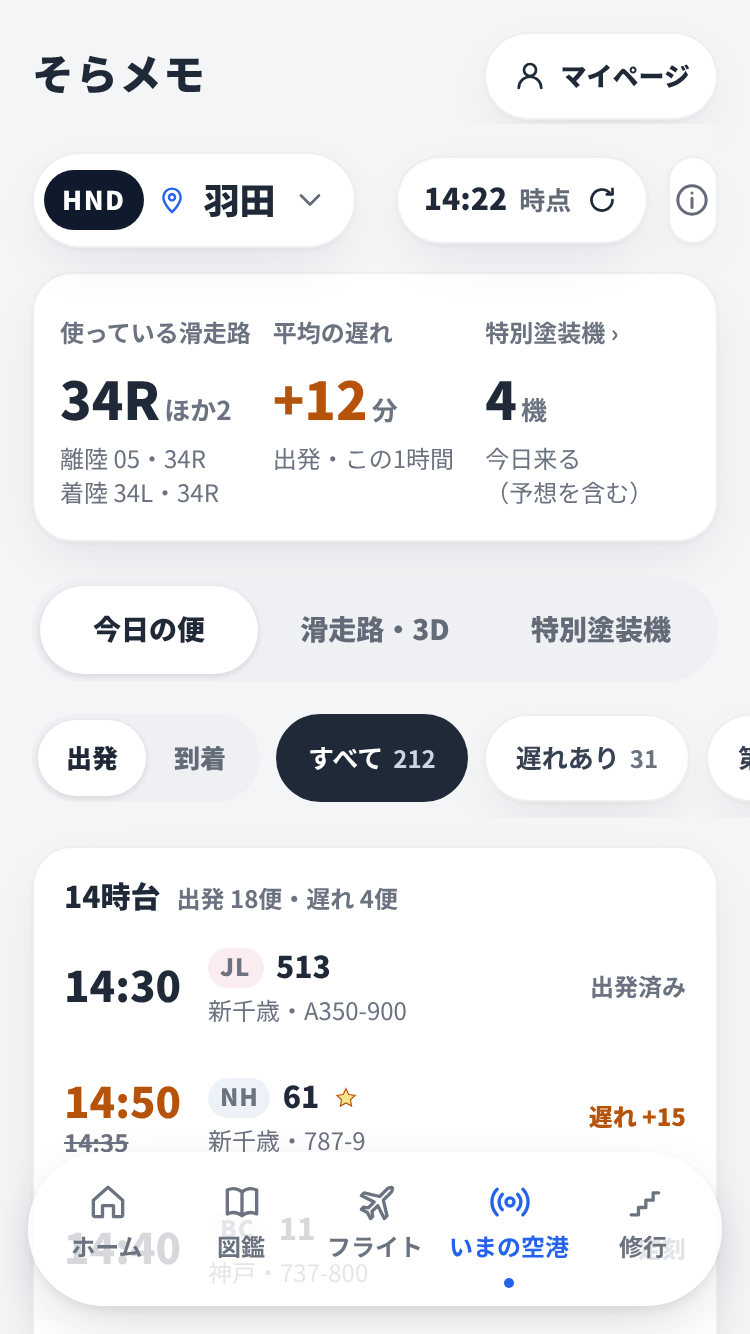 そらメモ
マイページ
HND 羽田
14:22 時点
使っている滑走路
34R ほか2
離陸 05・34R
着陸 34L・34R
平均の遅れ
+12 分
出発・この1時間
特別塗装機 ›
4 機
今日来る
（予想を含む）
今日の便 滑走路・3D 特別塗装機
出発 到着 すべて 212 遅れあり 31 第
14時台 出発 18便・遅れ 4便
14:30 JL 513 出発済み
新千歳・A350-900
14:50 NH 61 遅れ +15
14:35 新千歳・787-9
14:40 BC 11
神戸・737-800
ホーム 図鑑 フライト いまの空港 修行